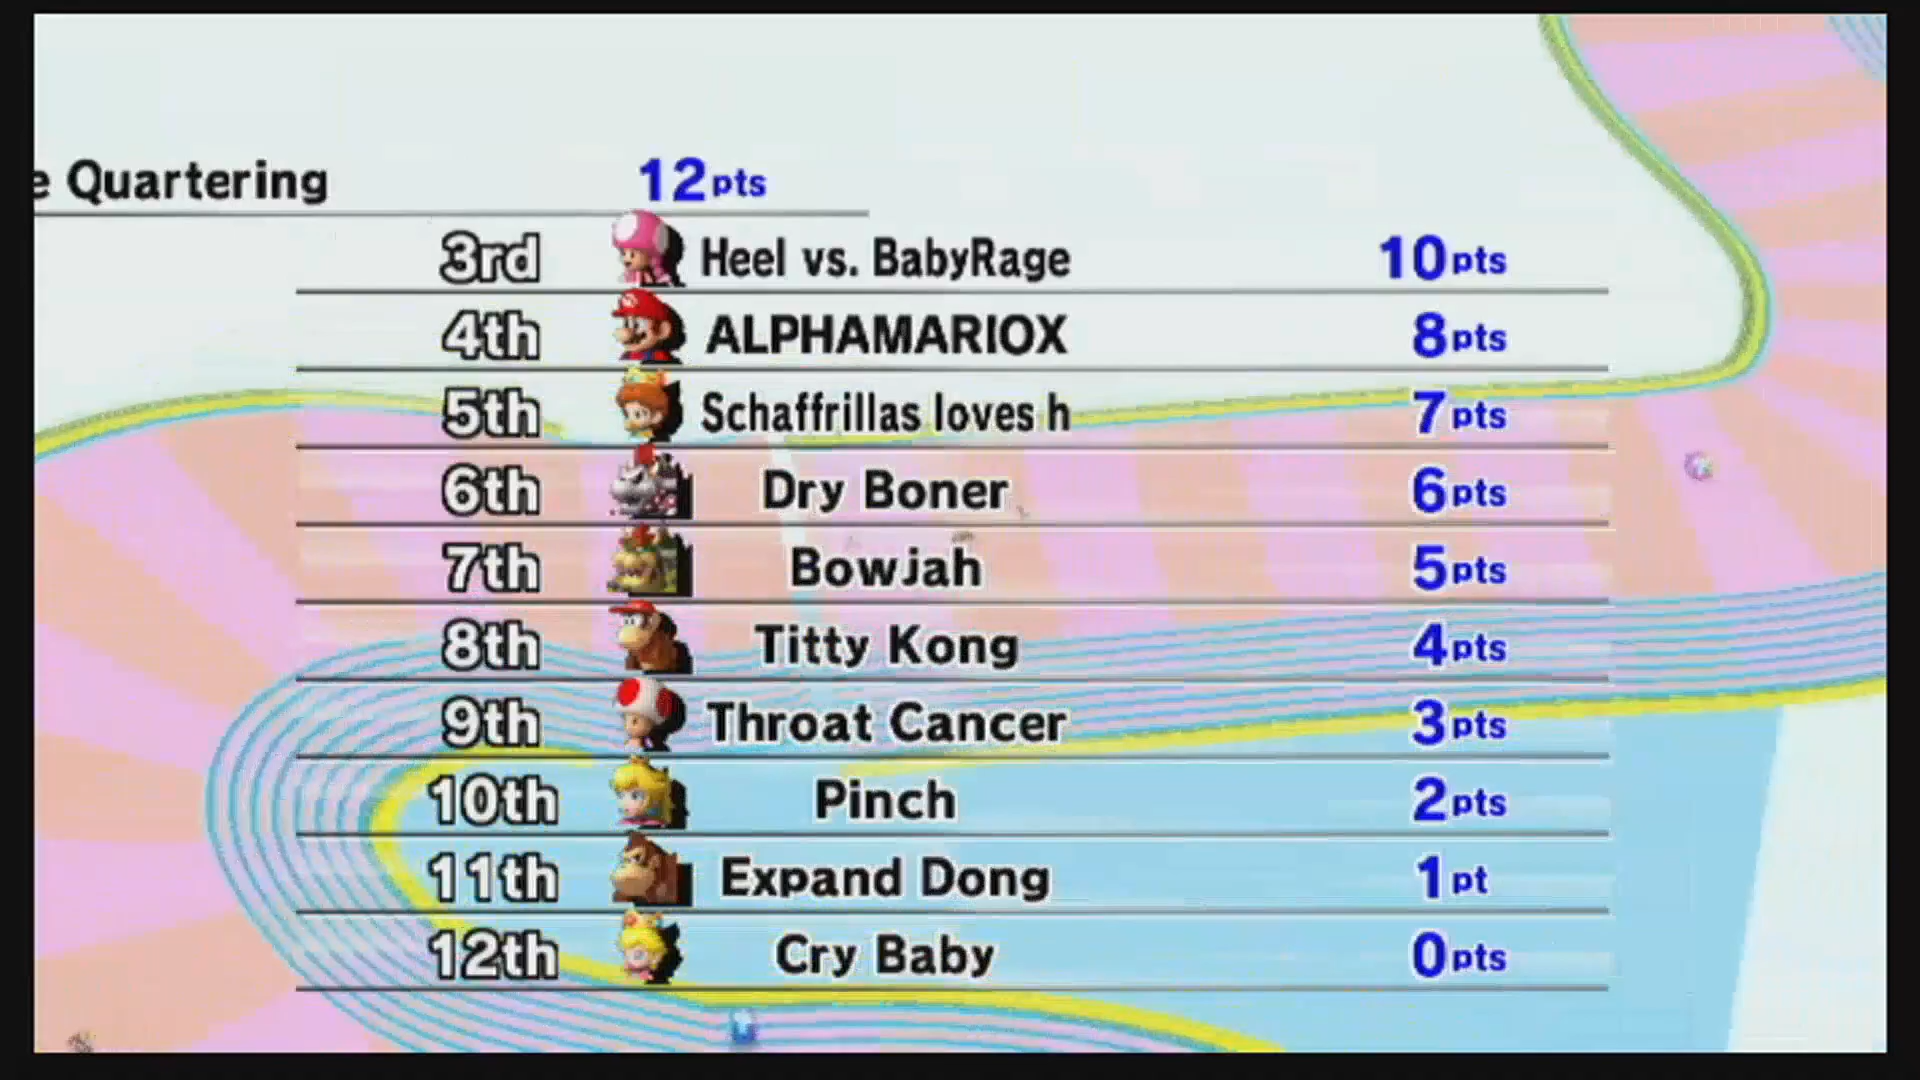 e Quartering 12pts
3rd Heel vs. BabyRage 10pts
4th ALPHAMARIOX 8pts
5th Schaffrillas loves h 7pts
6th Dry Boner 6pts
7th Bowjah 5pts
8th Titty Kong 4pts
9th Throat Cancer 3pts
10th Pinch 2pts
11th Expand Dong 1pt
12th Cry Baby 0pts